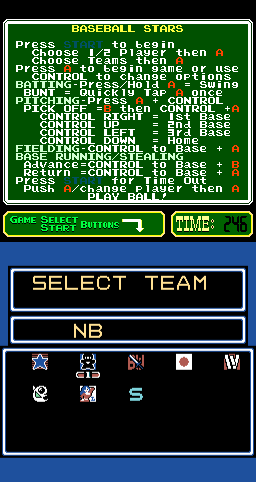 BASEBALL STARS
Press START to begin
Choose 1/2 Player then A
Choose Teams then A
Press A to begin game or use
CONTROL to change options
BATTING-Press/Hold A = Swing
BUNT = Quickly Tap A once
PITCHING-Press A + CONTROL
PICK OFF =B then CONTROL +A
CONTROL RIGHT = 1st Base
CONTROL UP = 2nd Base
CONTROL LEFT = 3rd Base
CONTROL DOWN = Home
FIELDING-CONTROL to Base + A
BASE RUNNING/STEALING
Advance=CONTROL to Base + B
Return =CONTROL to Base + A
Press START for Time Out
Push A/change player then A
PLAY BALL!
GAME SELECT
START BUTTONS
TIME: 246
SELECT TEAM
NB
1
S